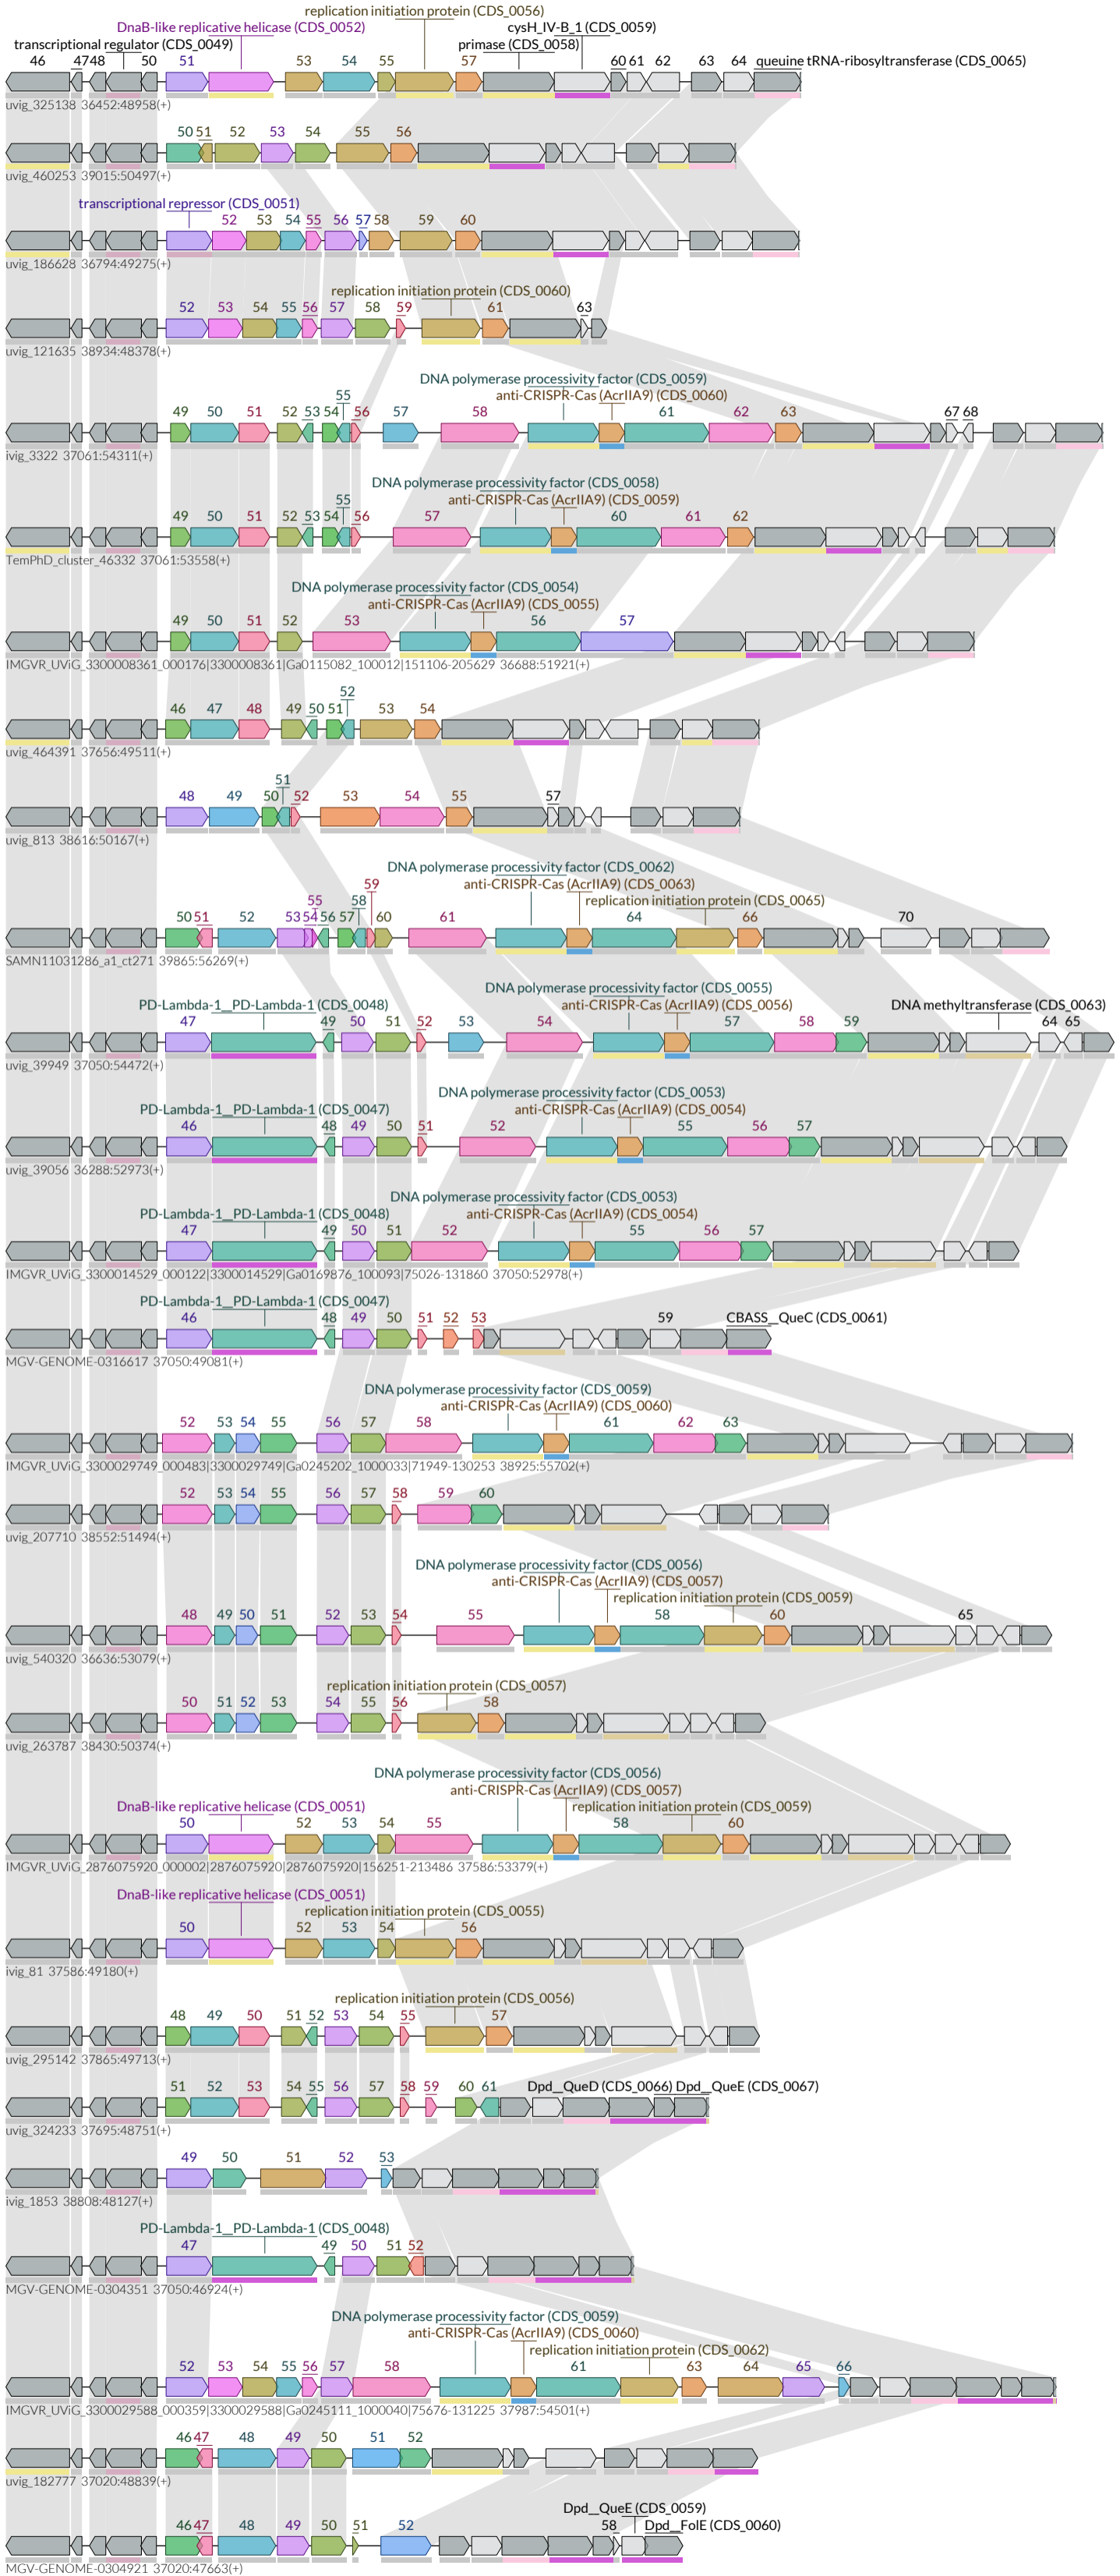 replication initiation protein (CDS_0056)
DnaB-like replicative helicase (CDS_0052) cysH_IV-B_1 (CDS_0059)
transcriptional regulator (CDS_0049) primase (CDS_0058)
46 47 48 50 51 53 54 55 57 60 61 62 63 64 queuine tRNA-ribosyltransferase (CDS_0065)
uvig_325138 36452:48958(+)
50 51 52 53 54 55 56
uvig_460253 39015:50497(+)
transcriptional repressor (CDS_0051)
52 53 54 55 56 57 58 59 60
uvig_186628 36794:49275(+)
replication initiation protein (CDS_0060)
52 53 54 55 56 57 58 59 61 63
uvig_121635 38934:48378(+)
DNA polymerase processivity factor (CDS_0059)
anti-CRISPR-Cas (AcrIIA9) (CDS_0060)
49 50 51 52 53 54 55 56 57 58 61 62 63 67 68
ivig_3322 37061:54311(+)
DNA polymerase processivity factor (CDS_0058)
anti-CRISPR-Cas (AcrIIA9) (CDS_0059)
49 50 51 52 53 54 55 56 57 60 61 62
TemPhD_cluster_46332 37061:53558(+)
DNA polymerase processivity factor (CDS_0054)
anti-CRISPR-Cas (AcrIIA9) (CDS_0055)
49 50 51 52 53 56 57
IMGVR_UViG_3300008361_000176|3300008361|Ga0115082_100012|151106-205629 36688:51921(+)
46 47 48 49 50 51 52 53 54
uvig_464391 37656:49511(+)
48 49 50 51 52 53 54 55 57
uvig_813 38616:50167(+)
DNA polymerase processivity factor (CDS_0062)
anti-CRISPR-Cas (AcrIIA9) (CDS_0063)
replication initiation protein (CDS_0065)
50 51 52 53 54 55 56 57 58 59 60 61 64 66 70
SAMN11031286_a1_ct271 39865:56269(+)
DNA polymerase processivity factor (CDS_0055)
PD-Lambda-1__PD-Lambda-1 (CDS_0048) anti-CRISPR-Cas (AcrIIA9) (CDS_0056) DNA methyltransferase (CDS_0063)
47 49 50 51 52 53 54 57 58 59 64 65
uvig_39949 37050:54472(+)
DNA polymerase processivity factor (CDS_0053)
PD-Lambda-1__PD-Lambda-1 (CDS_0047) anti-CRISPR-Cas (AcrIIA9) (CDS_0054)
46 48 49 50 51 52 55 56 57
uvig_39056 36288:52973(+)
DNA polymerase processivity factor (CDS_0053)
PD-Lambda-1__PD-Lambda-1 (CDS_0048) anti-CRISPR-Cas (AcrIIA9) (CDS_0054)
47 49 50 51 52 55 56 57
IMGVR_UViG_3300014529_000122|3300014529|Ga0169876_100093|75026-131860 37050:52978(+)
PD-Lambda-1__PD-Lambda-1 (CDS_0047)
46 48 49 50 51 52 53 59 CBASS__QueC (CDS_0061)
MGV-GENOME-0316617 37050:49081(+)
DNA polymerase processivity factor (CDS_0059)
anti-CRISPR-Cas (AcrIIA9) (CDS_0060)
52 53 54 55 56 57 58 61 62 63
IMGVR_UViG_3300029749_000483|3300029749|Ga0245202_1000033|71949-130253 38925:55702(+)
52 53 54 55 56 57 58 59 60
uvig_207710 38552:51494(+)
DNA polymerase processivity factor (CDS_0056)
anti-CRISPR-Cas (AcrIIA9) (CDS_0057)
replication initiation protein (CDS_0059)
48 49 50 51 52 53 54 55 58 60 65
uvig_540320 36636:53079(+)
replication initiation protein (CDS_0057)
50 51 52 53 54 55 56 58
uvig_263787 38430:50374(+)
DNA polymerase processivity factor (CDS_0056)
anti-CRISPR-Cas (AcrIIA9) (CDS_0057)
DnaB-like replicative helicase (CDS_0051) replication initiation protein (CDS_0059)
50 52 53 54 55 58 60
IMGVR_UViG_2876075920_000002|2876075920|2876075920|156251-213486 37586:53379(+)
DnaB-like replicative helicase (CDS_0051)
replication initiation protein (CDS_0055)
50 52 53 54 56
ivig_81 37586:49180(+)
replication initiation protein (CDS_0056)
48 49 50 51 52 53 54 55 57
uvig_295142 37865:49713(+)
51 52 53 54 55 56 57 58 59 60 61 Dpd__QueD (CDS_0066) Dpd__QueE (CDS_0067)
uvig_324233 37695:48751(+)
49 50 51 52 53
ivig_1853 38808:48127(+)
PD-Lambda-1__PD-Lambda-1 (CDS_0048)
47 49 50 51 52
MGV-GENOME-0304351 37050:46924(+)
DNA polymerase processivity factor (CDS_0059)
anti-CRISPR-Cas (AcrIIA9) (CDS_0060)
replication initiation protein (CDS_0062)
52 53 54 55 56 57 58 61 63 64 65 66
IMGVR_UViG_3300029588_000359|3300029588|Ga0245111_1000040|75676-131225 37987:54501(+)
46 47 48 49 50 51 52
uvig_182777 37020:48839(+)
Dpd__QueE (CDS_0059)
46 47 48 49 50 51 52 58 Dpd__FolE (CDS_0060)
MGV-GENOME-0304921 37020:47663(+)